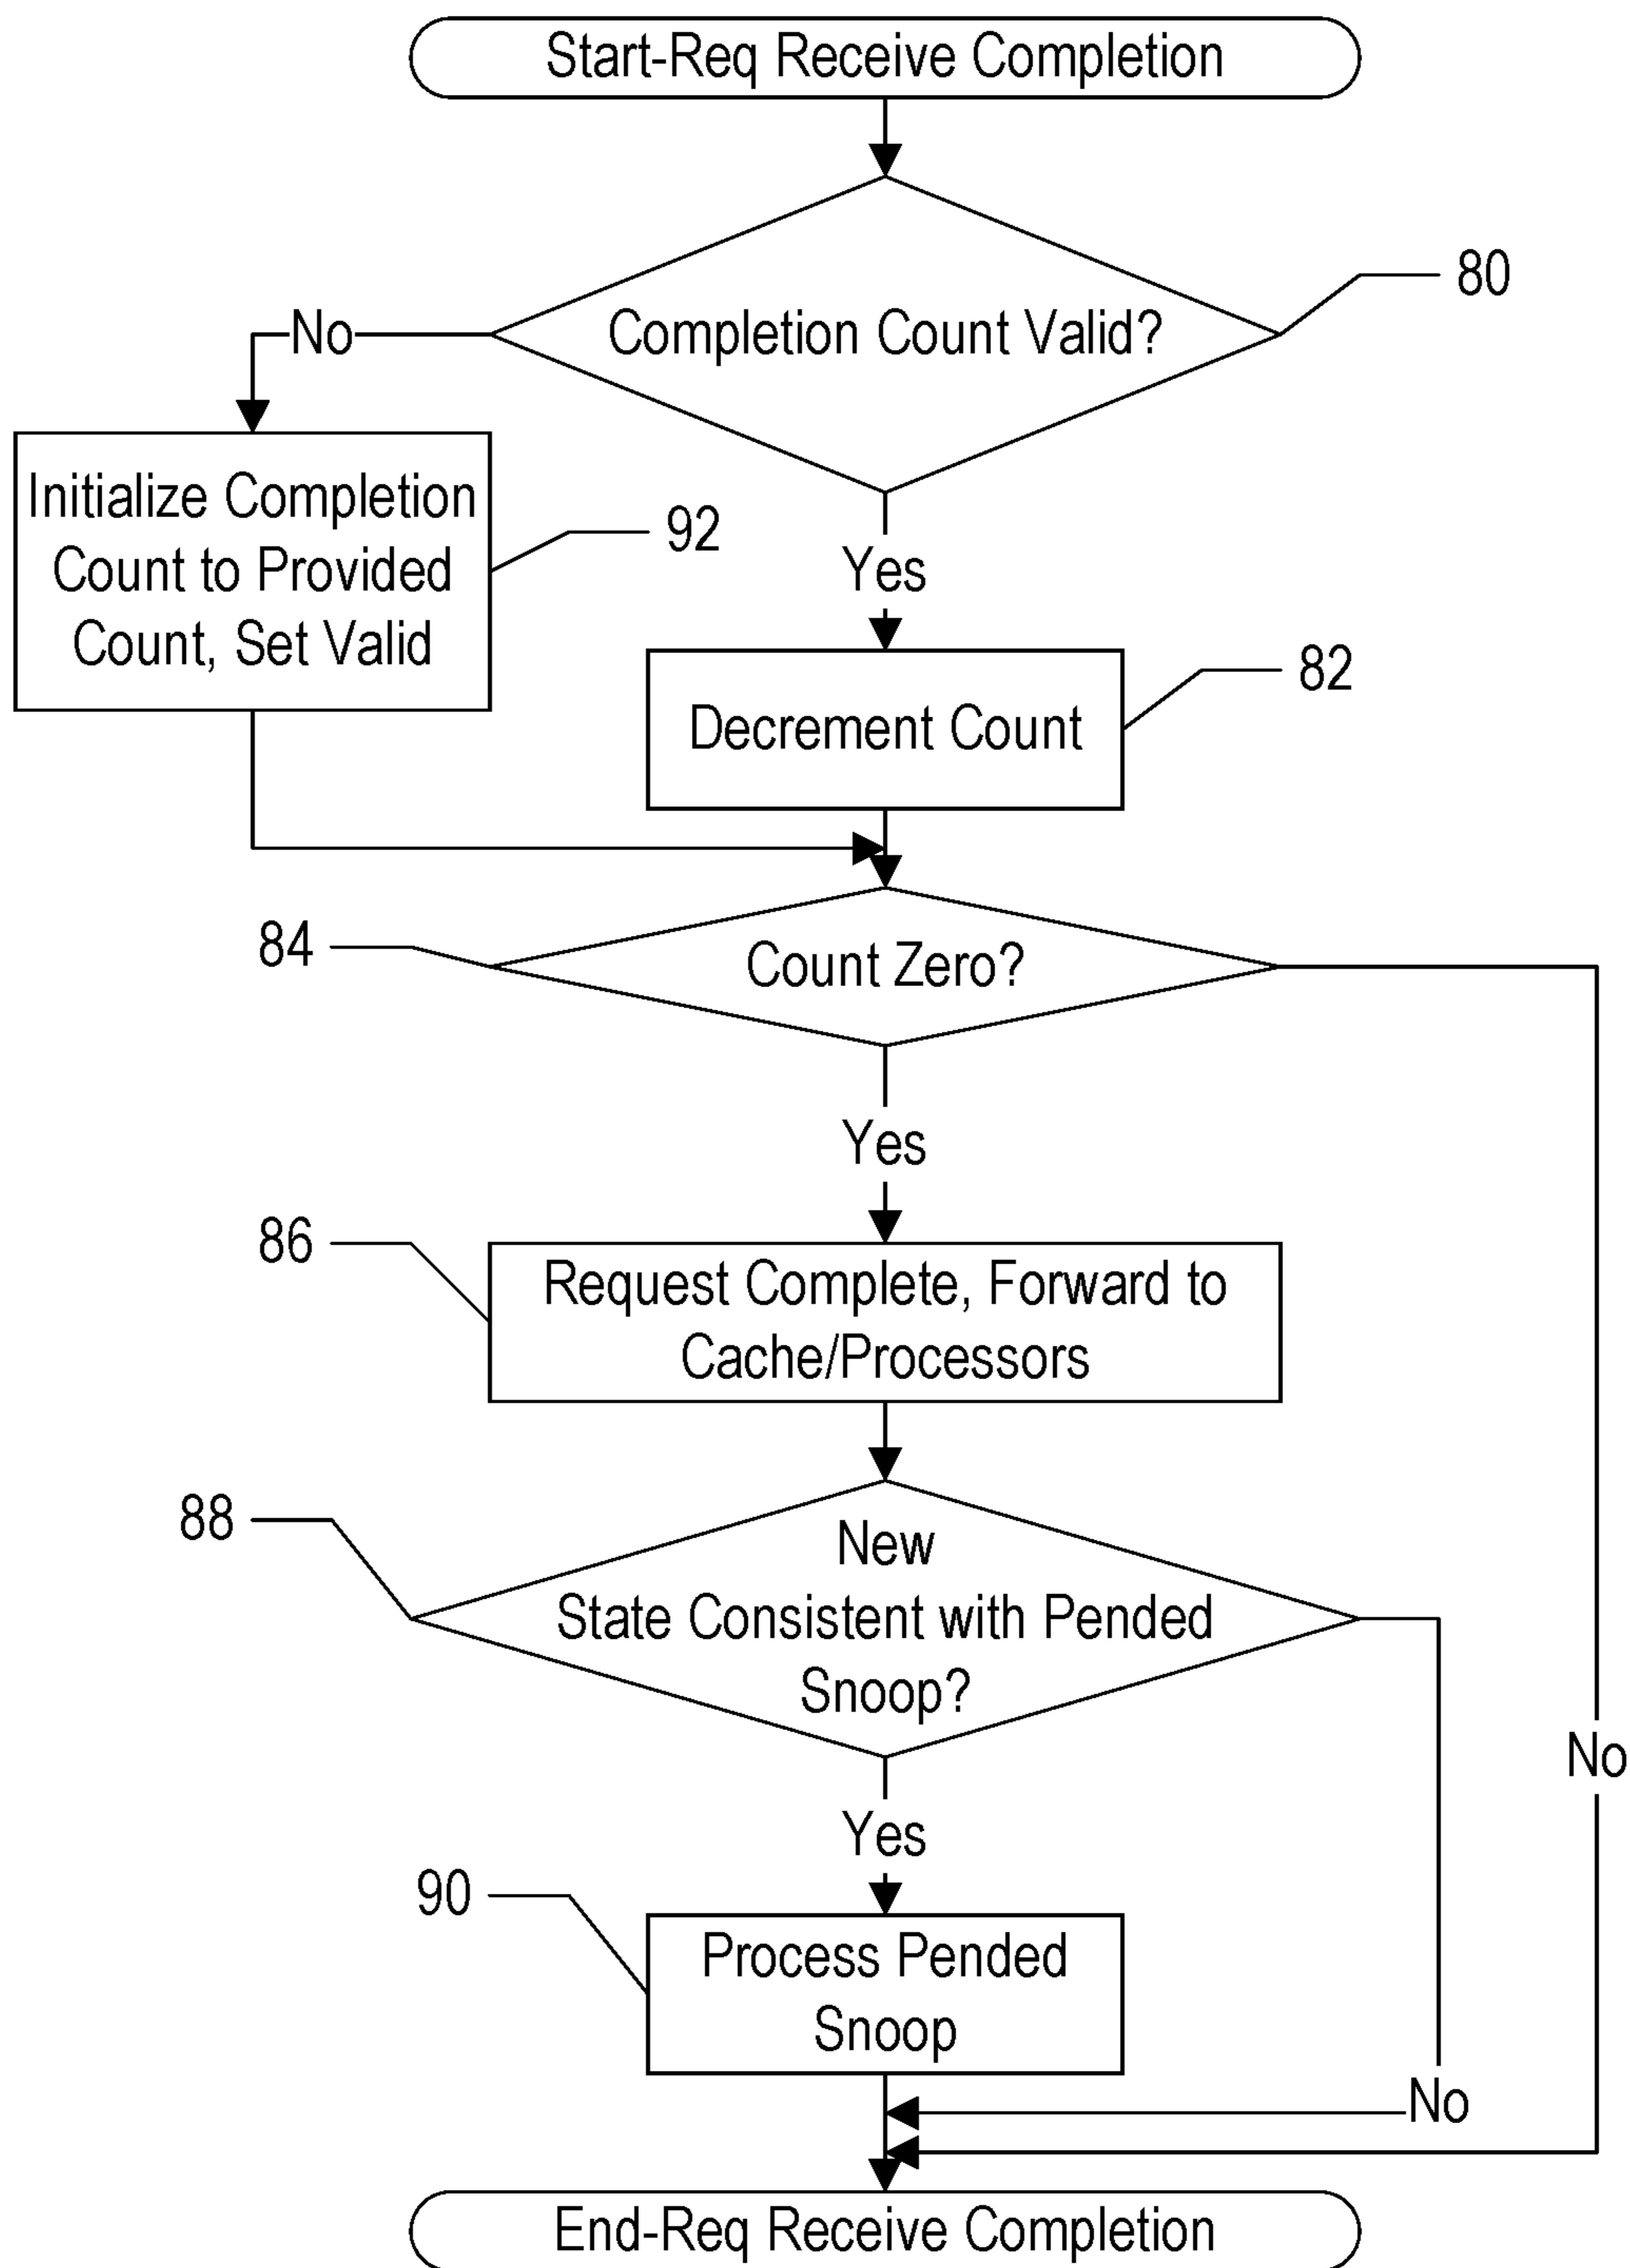 Start-Req Receive Completion
80
Completion Count Valid?
No
Initialize Completion
Count to Provided
Count, Set Valid
92
Yes
82
Decrement Count
84
Count Zero?
Yes
86
Request Complete, Forward to
Cache/Processors
88
New
State Consistent with Pended
Snoop?
No
Yes
90
Process Pended
Snoop
No
End-Req Receive Completion